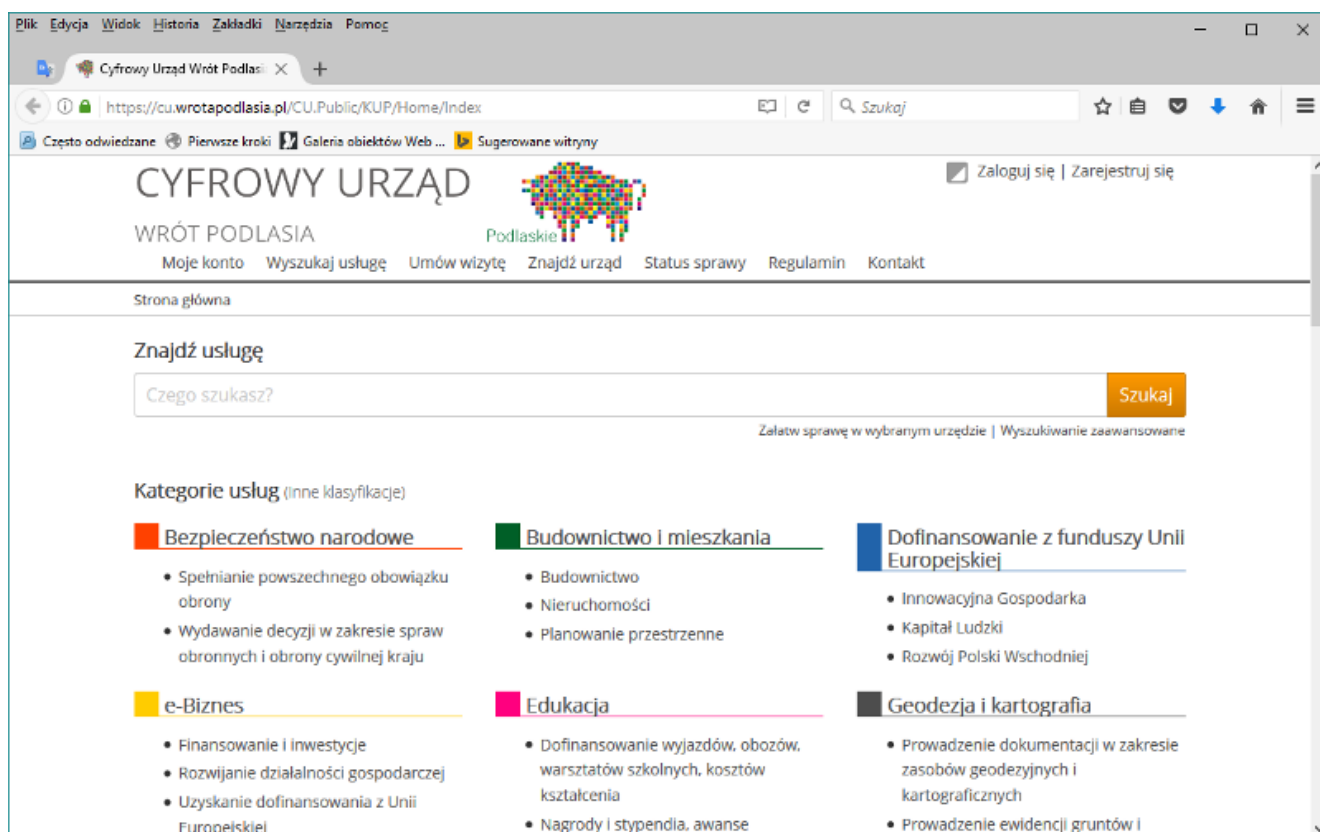 Plik Edycja Widok Historia Zakładki Narzędzia Pomoc
Cyfrowy Urząd Wrót Podlasi
https://cu.wrotapodlasia.pl/CU.Public/KUP/Home/Index
Szukaj
Często odwiedzane Pierwsze kroki Galeria obiektów Web ... Sugerowane witryny
CYFROWY URZĄD
Zaloguj się | Zarejestruj się
WRÓT PODLASIA
Podlaskie
Moje konto Wyszukaj usługę Umów wizytę Znajdź urząd Status sprawy Regulamin Kontakt
Strona główna
Znajdź usługę
Czego szukasz?
Szukaj
Załatw sprawę w wybranym urzędzie | Wyszukiwanie zaawansowane
Kategorie usług (inne klasyfikacje)
Bezpieczeństwo narodowe
• Spełnianie powszechnego obowiązku
obrony
• Wydawanie decyzji w zakresie spraw
obronnych i obrony cywilnej kraju
Budownictwo i mieszkania
• Budownictwo
• Nieruchomości
• Planowanie przestrzenne
Dofinansowanie z funduszy Unii
Europejskiej
• Innowacyjna Gospodarka
• Kapitał Ludzki
• Rozwój Polski Wschodniej
e-Biznes
• Finansowanie i inwestycje
• Rozwijanie działalności gospodarczej
• Uzyskanie dofinansowania z Unii
Europejskiej
Edukacja
• Dofinansowanie wyjazdów, obozów,
warsztatów szkolnych, kosztów
kształcenia
• Nagrody i stypendia, awanse
Geodezja i kartografia
• Prowadzenie dokumentacji w zakresie
zasobów geodezyjnych i
kartograficznych
• Prowadzenie ewidencji gruntów i